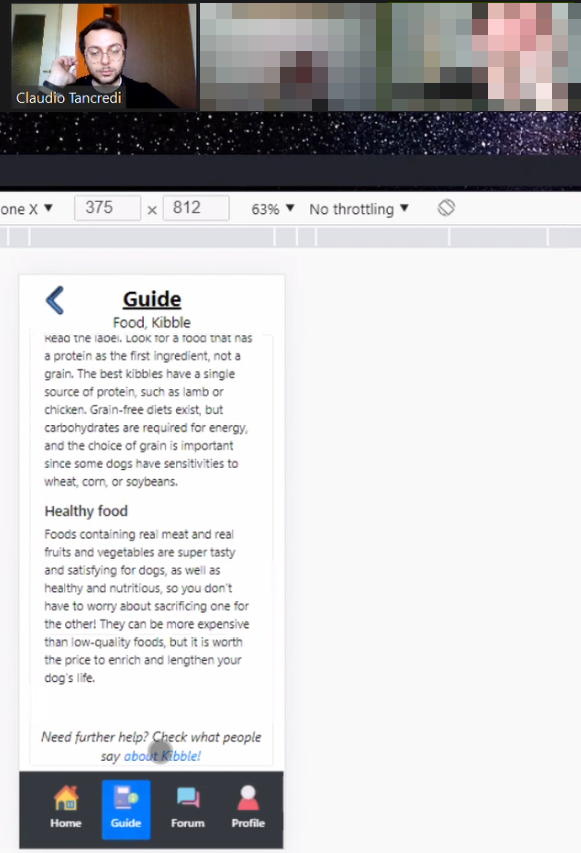 Claudio Tancredi
one X ▼ 375 x 812 63% ▼ No throttling ▼
Guide
Food, Kibble
Read the label. Look for a food that has
a protein as the first ingredient, not a
grain. The best kibbles have a single
source of protein, such as lamb or
chicken. Grain-free diets exist, but
carbohydrates are required for energy,
and the choice of grain is important
since some dogs have sensitivities to
wheat, corn, or soybeans.
Healthy food
Foods containing real meat and real
fruits and vegetables are super tasty
and satisfying for dogs, as well as
healthy and nutritious, so you don't
have to worry about sacrificing one for
the other! They can be more expensive
than low-quality foods, but it is worth
the price to enrich and lengthen your
dog's life.
Need further help? Check what people
say about Kibble!
Home Guide Forum Profile